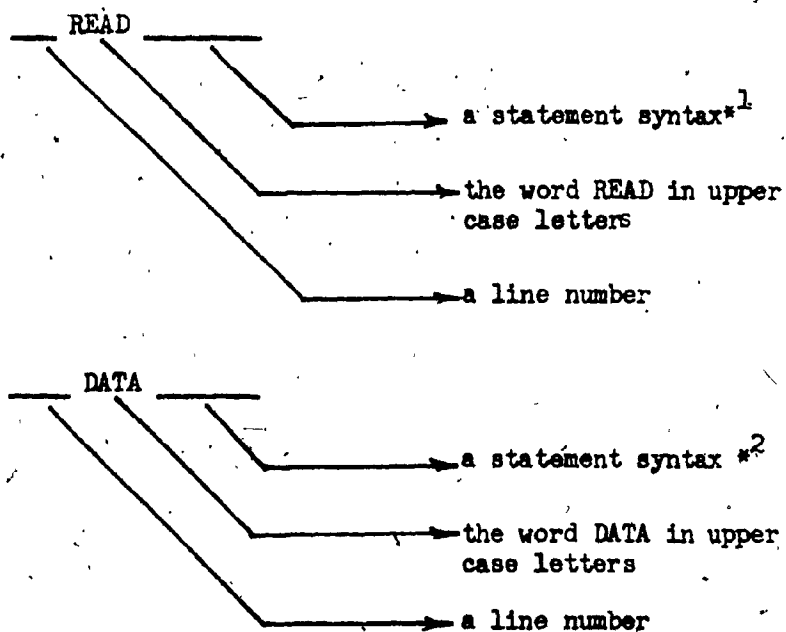 READ
a statement syntax*1
the word READ in upper
case letters
a line number
DATA
a statement syntax *2
the word DATA in upper
case letters
a line number